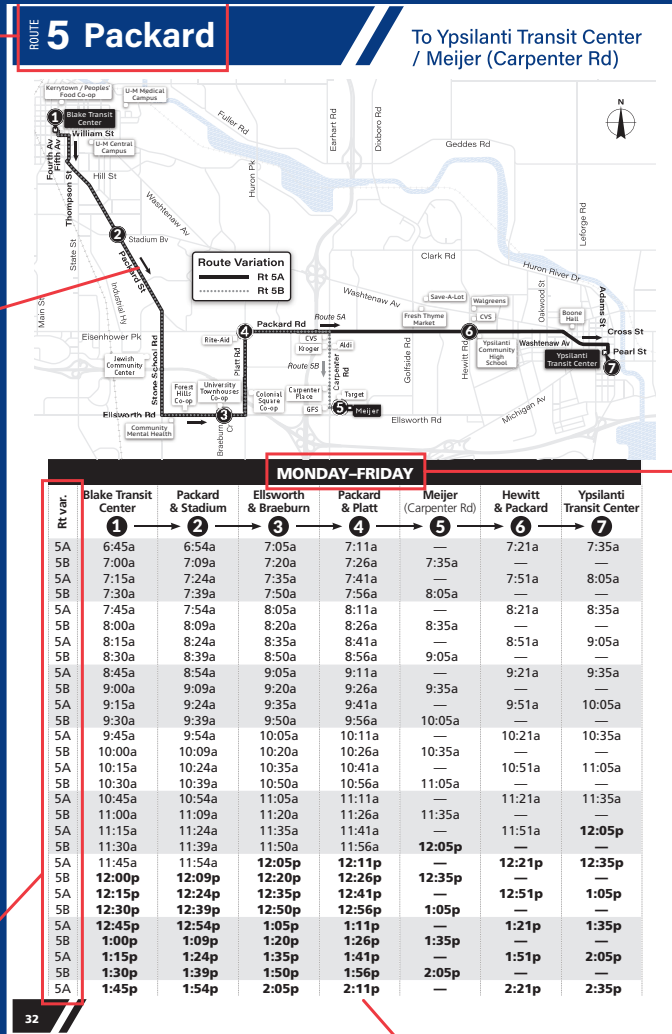 ROUTE 5 Packard
To Ypsilanti Transit Center
/ Meijer (Carpenter Rd)
Kerrytown / Peoples'
Food Co-op
U-M Medical
Campus
1
Blake Transit
Center
William St
Fourth Av
Fifth Av
U-M Central
Campus
Thompson St
Hill St
Fuller Rd
Huron Pk
Earhart Rd
Dixboro Rd
Geddes Rd
N
Washtenaw Av
2
Stadium Bv
State St
Packard St
Industrial Hy
Main St
Route Variation
Rt 5A
Rt 5B
Clark Rd
Leforge Rd
Huron River Dr
Washtenaw Av
Save-A-Lot
Walgreens
Oakwood St
Adams St
Eisenhower Pk
Stone School Rd
Rite-Aid
4
Packard Rd
Route 5A
CVS
Kroger
Aldi
Fresh Thyme
Market
6
CVS
Boone
Hall
Cross St
Washtenaw Av
Pearl St
Ypsilanti
Community
High
School
Ypsilanti
Transit Center
7
Jewish
Community
Center
Platt Rd
Route 5B
Carpenter
Rd
Golfside Rd
Hewitt Rd
Forest
Hills
Co-op
University
Townhouses
Co-op
Colonial
Square
Co-op
Carpenter
Place
Target
GFS
5
Meijer
Michigan Av
Ellsworth Rd
3
Ellsworth Rd
Community
Mental Health
Braeburn
Ct
MONDAY–FRIDAY
Rt var. Blake Transit Center 1 Packard & Stadium 2 Ellsworth & Braeburn 3 Packard & Platt 4 Meijer (Carpenter Rd) 5 Hewitt & Packard 6 Ypsilanti Transit Center 7
5A 6:45a 6:54a 7:05a 7:11a — 7:21a 7:35a
5B 7:00a 7:09a 7:20a 7:26a 7:35a — —
5A 7:15a 7:24a 7:35a 7:41a — 7:51a 8:05a
5B 7:30a 7:39a 7:50a 7:56a 8:05a — —
5A 7:45a 7:54a 8:05a 8:11a — 8:21a 8:35a
5B 8:00a 8:09a 8:20a 8:26a 8:35a — —
5A 8:15a 8:24a 8:35a 8:41a — 8:51a 9:05a
5B 8:30a 8:39a 8:50a 8:56a 9:05a — —
5A 8:45a 8:54a 9:05a 9:11a — 9:21a 9:35a
5B 9:00a 9:09a 9:20a 9:26a 9:35a — —
5A 9:15a 9:24a 9:35a 9:41a — 9:51a 10:05a
5B 9:30a 9:39a 9:50a 9:56a 10:05a — —
5A 9:45a 9:54a 10:05a 10:11a — 10:21a 10:35a
5B 10:00a 10:09a 10:20a 10:26a 10:35a — —
5A 10:15a 10:24a 10:35a 10:41a — 10:51a 11:05a
5B 10:30a 10:39a 10:50a 10:56a 11:05a — —
5A 10:45a 10:54a 11:05a 11:11a — 11:21a 11:35a
5B 11:00a 11:09a 11:20a 11:26a 11:35a — —
5A 11:15a 11:24a 11:35a 11:41a — 11:51a 12:05p
5B 11:30a 11:39a 11:50a 11:56a 12:05p — —
5A 11:45a 11:54a 12:05p 12:11p — 12:21p 12:35p
5B 12:00p 12:09p 12:20p 12:26p 12:35p — —
5A 12:15p 12:24p 12:35p 12:41p — 12:51p 1:05p
5B 12:30p 12:39p 12:50p 12:56p 1:05p — —
5A 12:45p 12:54p 1:05p 1:11p — 1:21p 1:35p
5B 1:00p 1:09p 1:20p 1:26p 1:35p — —
5A 1:15p 1:24p 1:35p 1:41p — 1:51p 2:05p
5B 1:30p 1:39p 1:50p 1:56p 2:05p — —
5A 1:45p 1:54p 2:05p 2:11p — 2:21p 2:35p
32